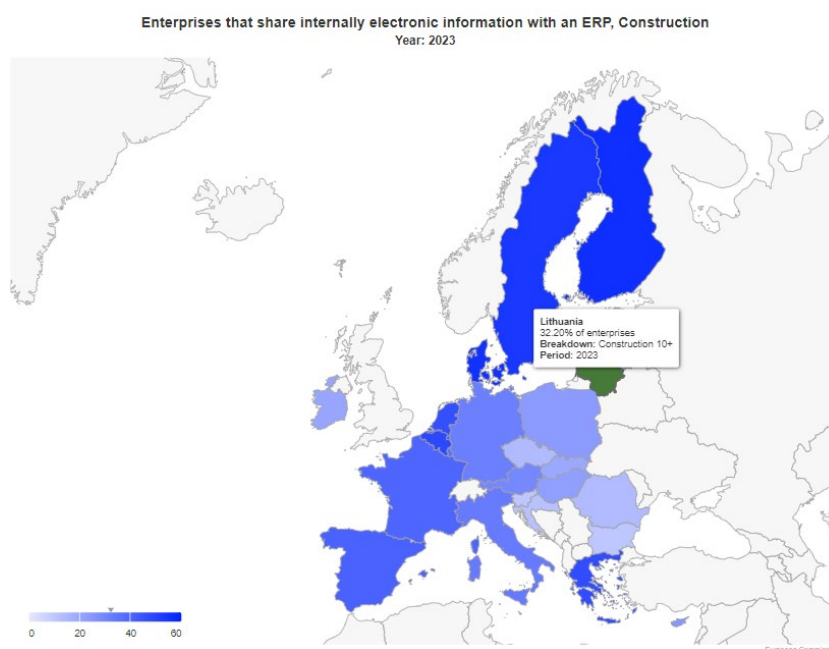 Enterprises that share internally electronic information with an ERP, Construction
Year: 2023
Lithuania
32.20% of enterprises
Breakdown: Construction 10+
Period: 2023
0 20 40 60